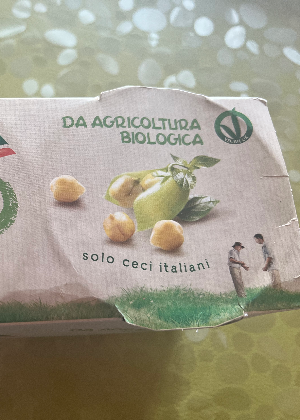 DA AGRICOLTURA
BIOLOGICA
solo ceci italiani